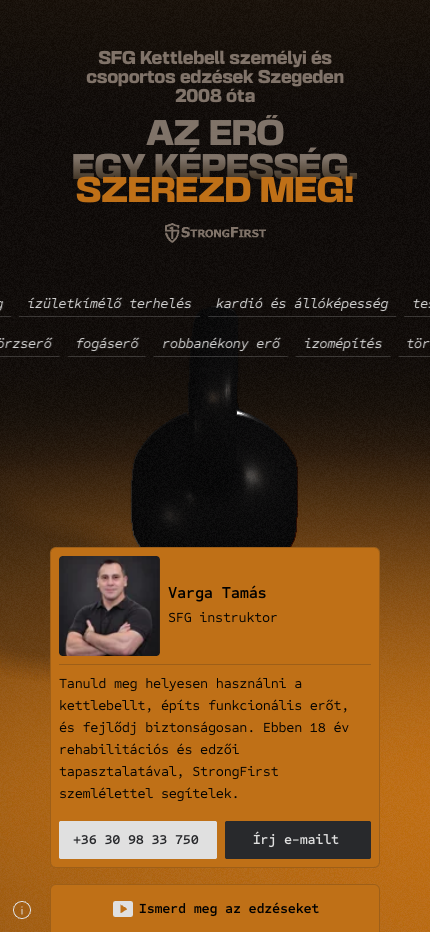 SFG Kettlebell személyi és
csoportos edzések Szegeden
2008 óta
AZ ERŐ
EGY KÉPESSÉG.
SZEREZD MEG!
STRONGFIRST
ízületkímélő terhelés kardió és állóképesség
fogáserő robbanékony erő izomépítés
Varga Tamás
SFG instruktor
Tanuld meg helyesen használni a
kettlebellt, építs funkcionális erőt,
és fejlődj biztonságosan. Ebben 18 év
rehabilitációs és edzői
tapasztalatával, StrongFirst
szemlélettel segítelek.
+36 30 98 33 750
Írj e-mailt
Ismerd meg az edzéseket